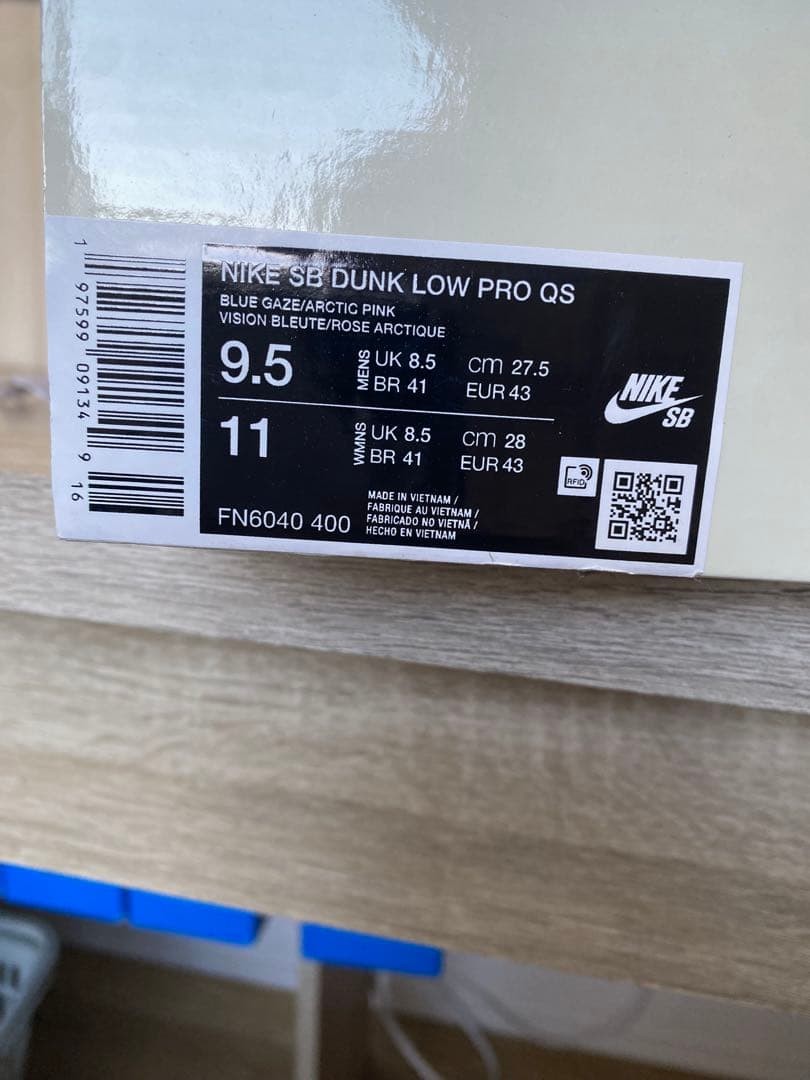 NIKE SB DUNK LOW PRO QS
BLUE GAZE/ARCTIC PINK
VISION BLEUTE/ROSE ARCTIQUE
9.5 MENS UK 8.5 cm 27.5
BR 41 EUR 43
11 WMNS UK 8.5 cm 28
BR 41 EUR 43
FN6040 400
MADE IN VIETNAM /
FABRIQUE AU VIETNAM /
FABRICADO NO VIETNÃ /
HECHO EN VIETNAM
RFID
NIKE
SB
1 97599 09134 9 16